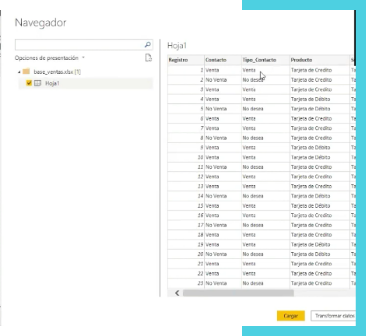 Navegador
Opciones de presentación
base_ventas.xlsx [1]
Hoja1
Hoja1
Registro Contacto Tipo_Contacto Producto
1 Venta Venta Tarjeta de Credito
2 No Venta No desea Tarjeta de Credito
3 Venta Venta Tarjeta de Credito
4 Venta Venta Tarjeta de Débito
5 No Venta No desea Tarjeta de Débito
6 Venta Venta Tarjeta de Credito
7 Venta Venta Tarjeta de Credito
8 No Venta No desea Tarjeta de Credito
9 Venta Venta Tarjeta de Débito
10 Venta Venta Tarjeta de Credito
11 No Venta No desea Tarjeta de Credito
12 Venta Venta Tarjeta de Credito
13 Venta Venta Tarjeta de Credito
14 No Venta No desea Tarjeta de Débito
15 Venta Venta Tarjeta de Débito
16 Venta Venta Tarjeta de Credito
17 No Venta No desea Tarjeta de Credito
18 Venta Venta Tarjeta de Credito
19 Venta Venta Tarjeta de Débito
20 No Venta No desea Tarjeta de Débito
21 Venta Venta Tarjeta de Credito
22 Venta Venta Tarjeta de Credito
23 No Venta No desea Tarjeta de Credito
Cargar Transformar datos